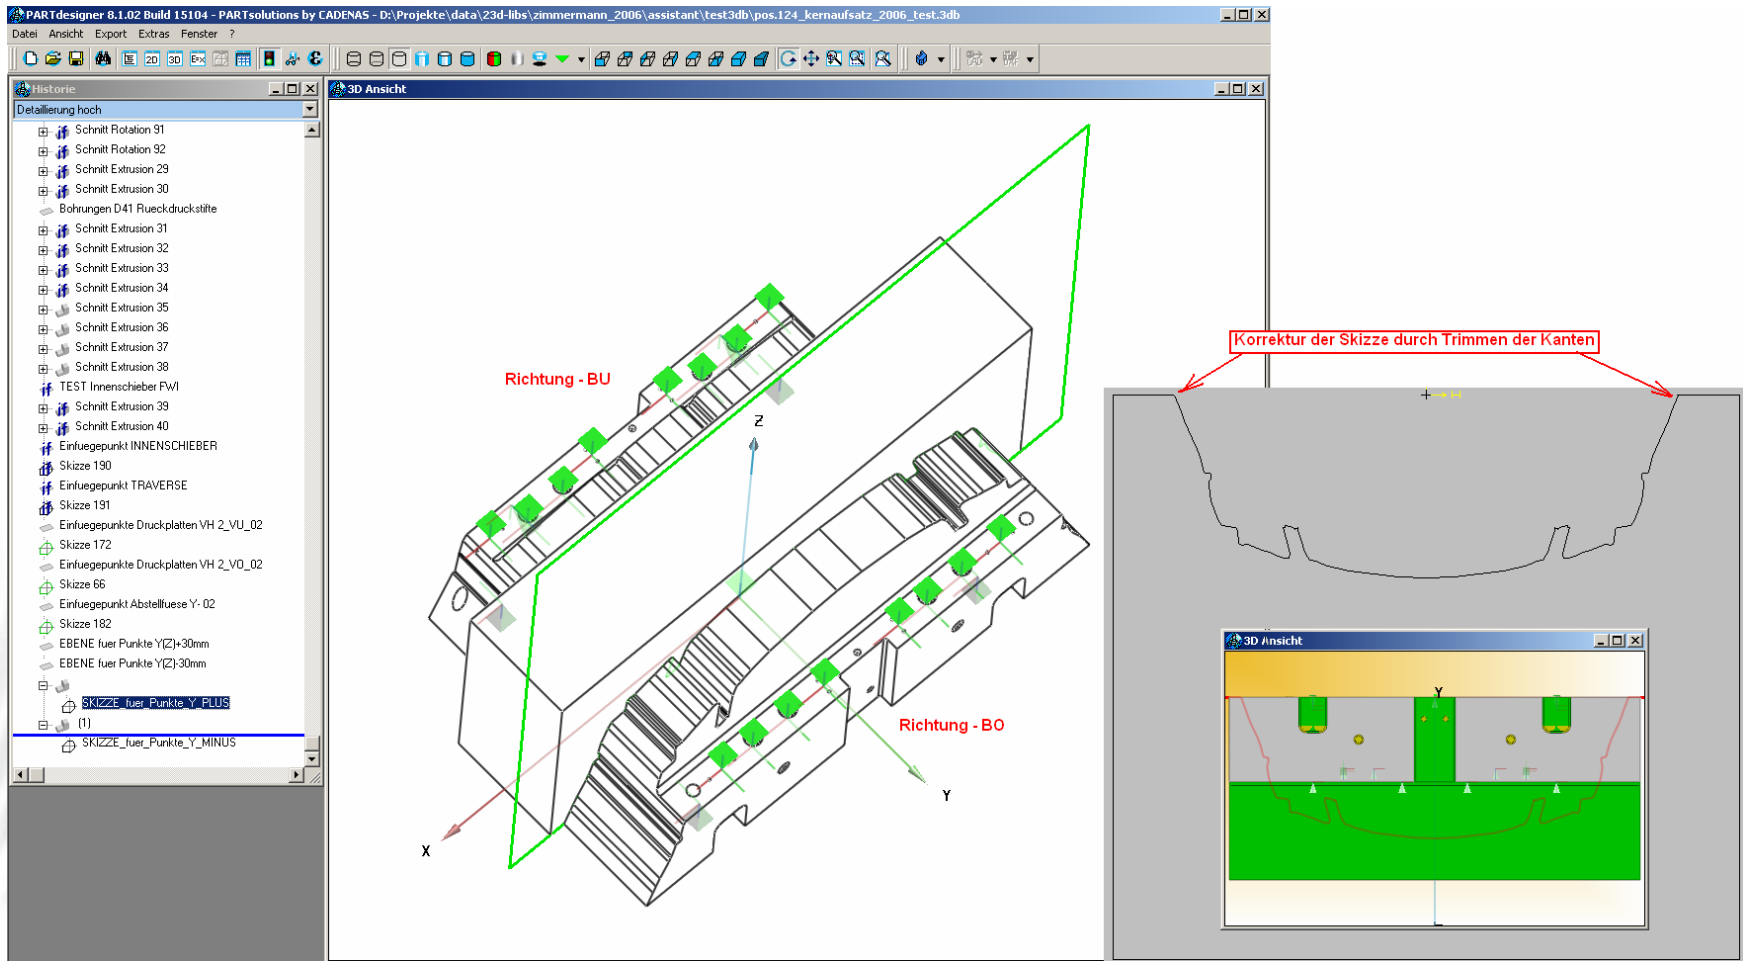 PARTdesigner 8.1.02 Build 15104 - PARTsolutions by CADENAS - D:\Projekte\data\23d-libs\zimmermann_2006\assistant\test3db\pos.124_kernaufsatz_2006_test.3db
Datei Ansicht Export Extras Fenster ?
2D 3D
Historie
Detaillierung hoch
Schnitt Rotation 91
Schnitt Rotation 92
Schnitt Extrusion 29
Schnitt Extrusion 30
Bohrungen D41 Rueckdruckstifte
Schnitt Extrusion 31
Schnitt Extrusion 32
Schnitt Extrusion 33
Schnitt Extrusion 34
Schnitt Extrusion 35
Schnitt Extrusion 36
Schnitt Extrusion 37
Schnitt Extrusion 38
TEST Innenschieber FWI
Schnitt Extrusion 39
Schnitt Extrusion 40
Einfuegepunkt INNENSCHIEBER
Skizze 190
Einfuegepunkt TRAVERSE
Skizze 191
Einfuegepunkte Druckplatten VH 2_VU_02
Skizze 172
Einfuegepunkte Druckplatten VH 2_VO_02
Skizze 66
Einfuegepunkt Abstellfuese Y- 02
Skizze 182
EBENE fuer Punkte Y(Z)+30mm
EBENE fuer Punkte Y(Z)-30mm
SKIZZE_fuer_Punkte_Y_PLUS
(1)
SKIZZE_fuer_Punkte_Y_MINUS
3D Ansicht
Richtung - BU
Z
Richtung - BO
Y
X
Korrektur der Skizze durch Trimmen der Kanten
H
3D Ansicht
Y